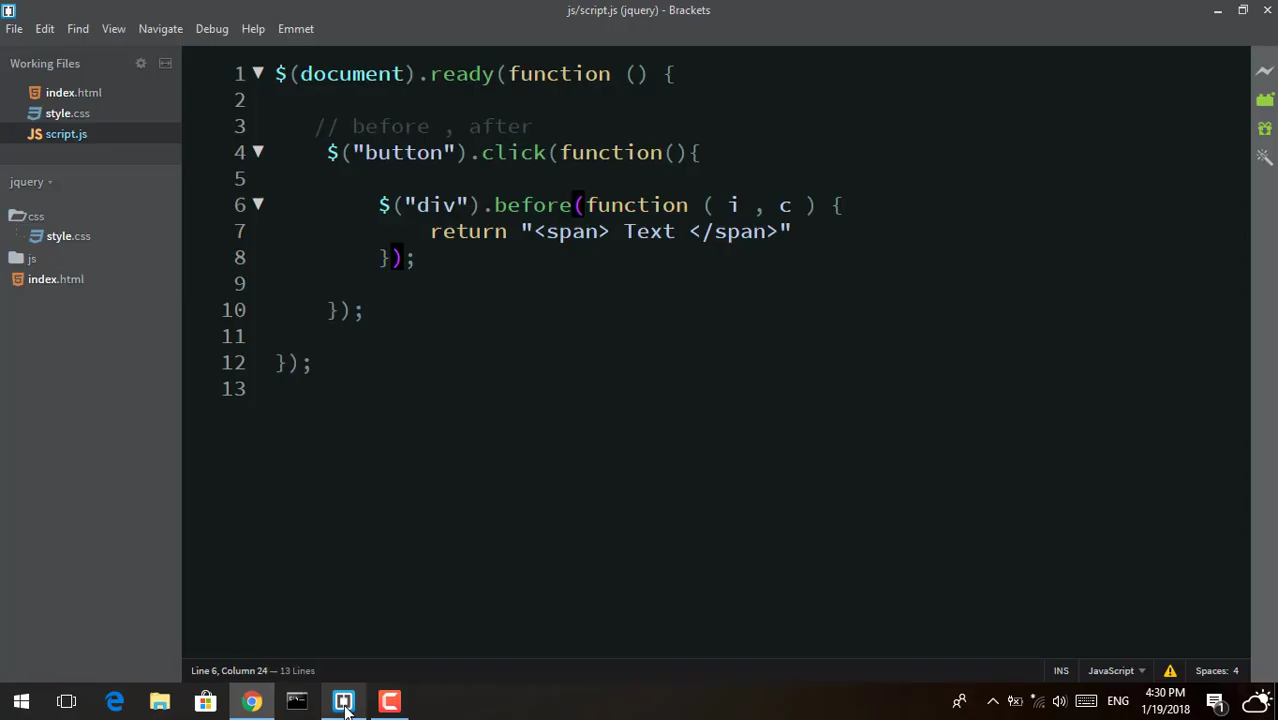 js/script.js (jquery) - Brackets
File Edit Find View Navigate Debug Help Emmet
Working Files
index.html
style.css
JS script.js
jquery
css
style.css
js
index.html
1 $(document).ready(function () {
2
3 // before , after
4 $("button").click(function(){
5
6 $("div").before(function ( i , c ) {
7 return "<span> Text </span>"
8 });
9
10 });
11
12 });
13
Line 6, Column 24 — 13 Lines
INS JavaScript Spaces: 4
ENG
4:30 PM
1/19/2018
1